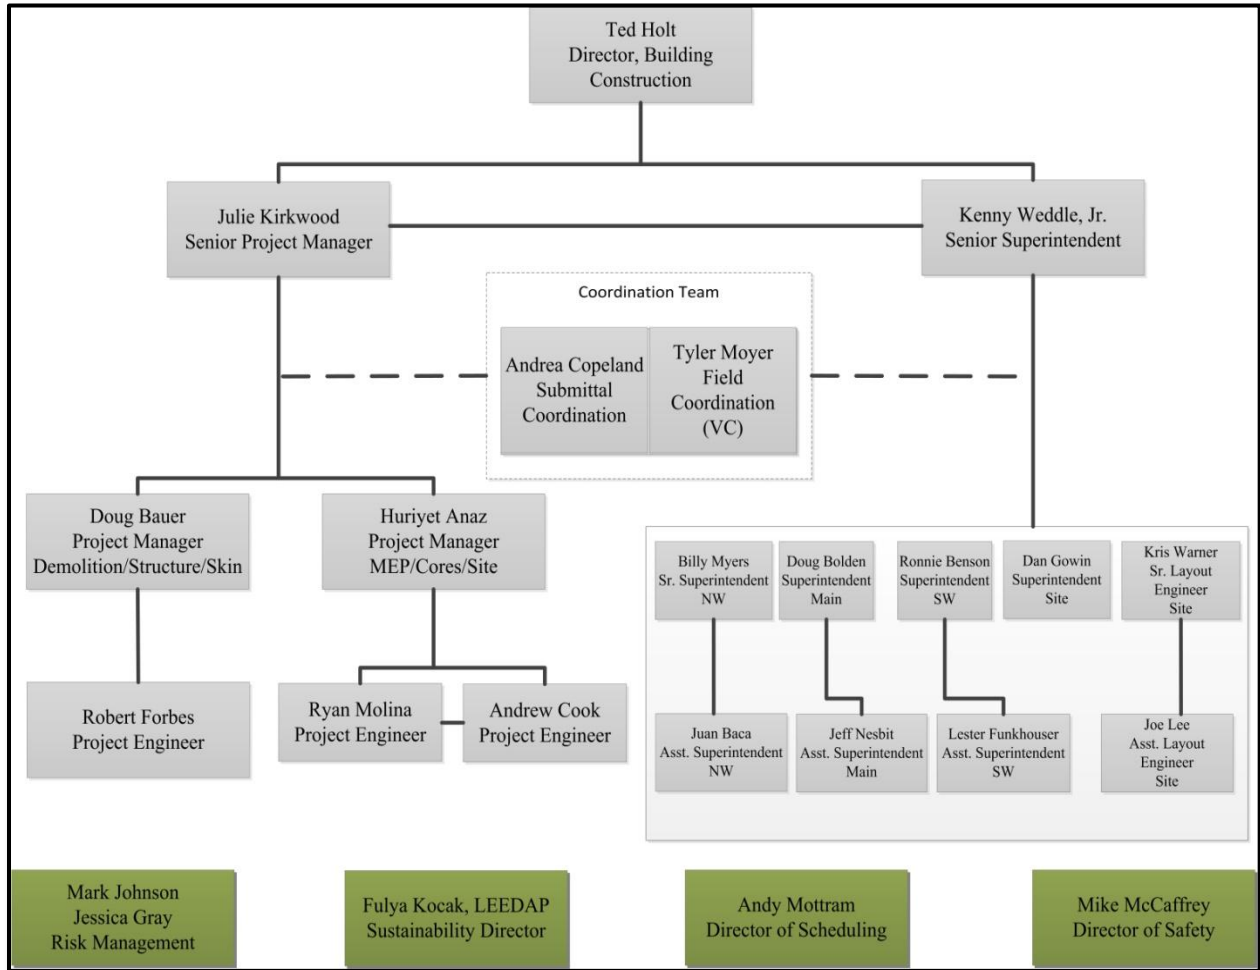 Ted Holt
Director, Building
Construction
Julie Kirkwood
Senior Project Manager
Kenny Weddle, Jr.
Senior Superintendent
Coordination Team
Andrea Copeland
Submittal
Coordination
Tyler Moyer
Field
Coordination
(VC)
Doug Bauer
Project Manager
Demolition/Structure/Skin
Huriyet Anaz
Project Manager
MEP/Cores/Site
Billy Myers
Sr. Superintendent
NW
Doug Bolden
Superintendent
Main
Ronnie Benson
Superintendent
SW
Dan Gowin
Superintendent
Site
Kris Warner
Sr. Layout
Engineer
Site
Robert Forbes
Project Engineer
Ryan Molina
Project Engineer
Andrew Cook
Project Engineer
Juan Baca
Asst. Superintendent
NW
Jeff Nesbit
Asst. Superintendent
Main
Lester Funkhouser
Asst. Superintendent
SW
Joe Lee
Asst. Layout
Engineer
Site
Mark Johnson
Jessica Gray
Risk Management
Fulya Kocak, LEEDAP
Sustainability Director
Andy Mottram
Director of Scheduling
Mike McCaffrey
Director of Safety